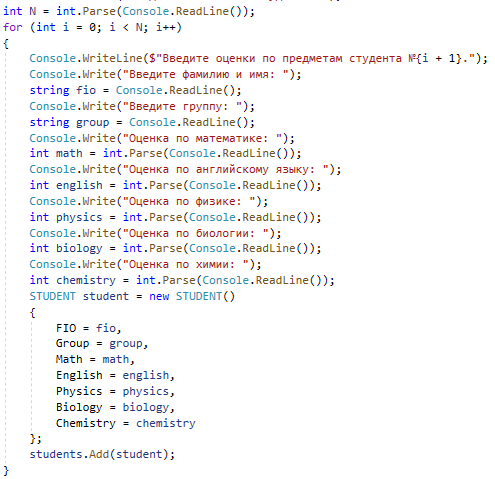 int N = int.Parse(Console.ReadLine());
for (int i = 0; i < N; i++)
{
    Console.WriteLine($"Введите оценки по предметам студента №{i + 1}.");
    Console.Write("Введите фамилию и имя: ");
    string fio = Console.ReadLine();
    Console.Write("Введите группу: ");
    string group = Console.ReadLine();
    Console.Write("Оценка по математике: ");
    int math = int.Parse(Console.ReadLine());
    Console.Write("Оценка по английскому языку: ");
    int english = int.Parse(Console.ReadLine());
    Console.Write("Оценка по физике: ");
    int physics = int.Parse(Console.ReadLine());
    Console.Write("Оценка по биологии: ");
    int biology = int.Parse(Console.ReadLine());
    Console.Write("Оценка по химии: ");
    int chemistry = int.Parse(Console.ReadLine());
    STUDENT student = new STUDENT()
    {
        FIO = fio,
        Group = group,
        Math = math,
        English = english,
        Physics = physics,
        Biology = biology,
        Chemistry = chemistry
    };
    students.Add(student);
}